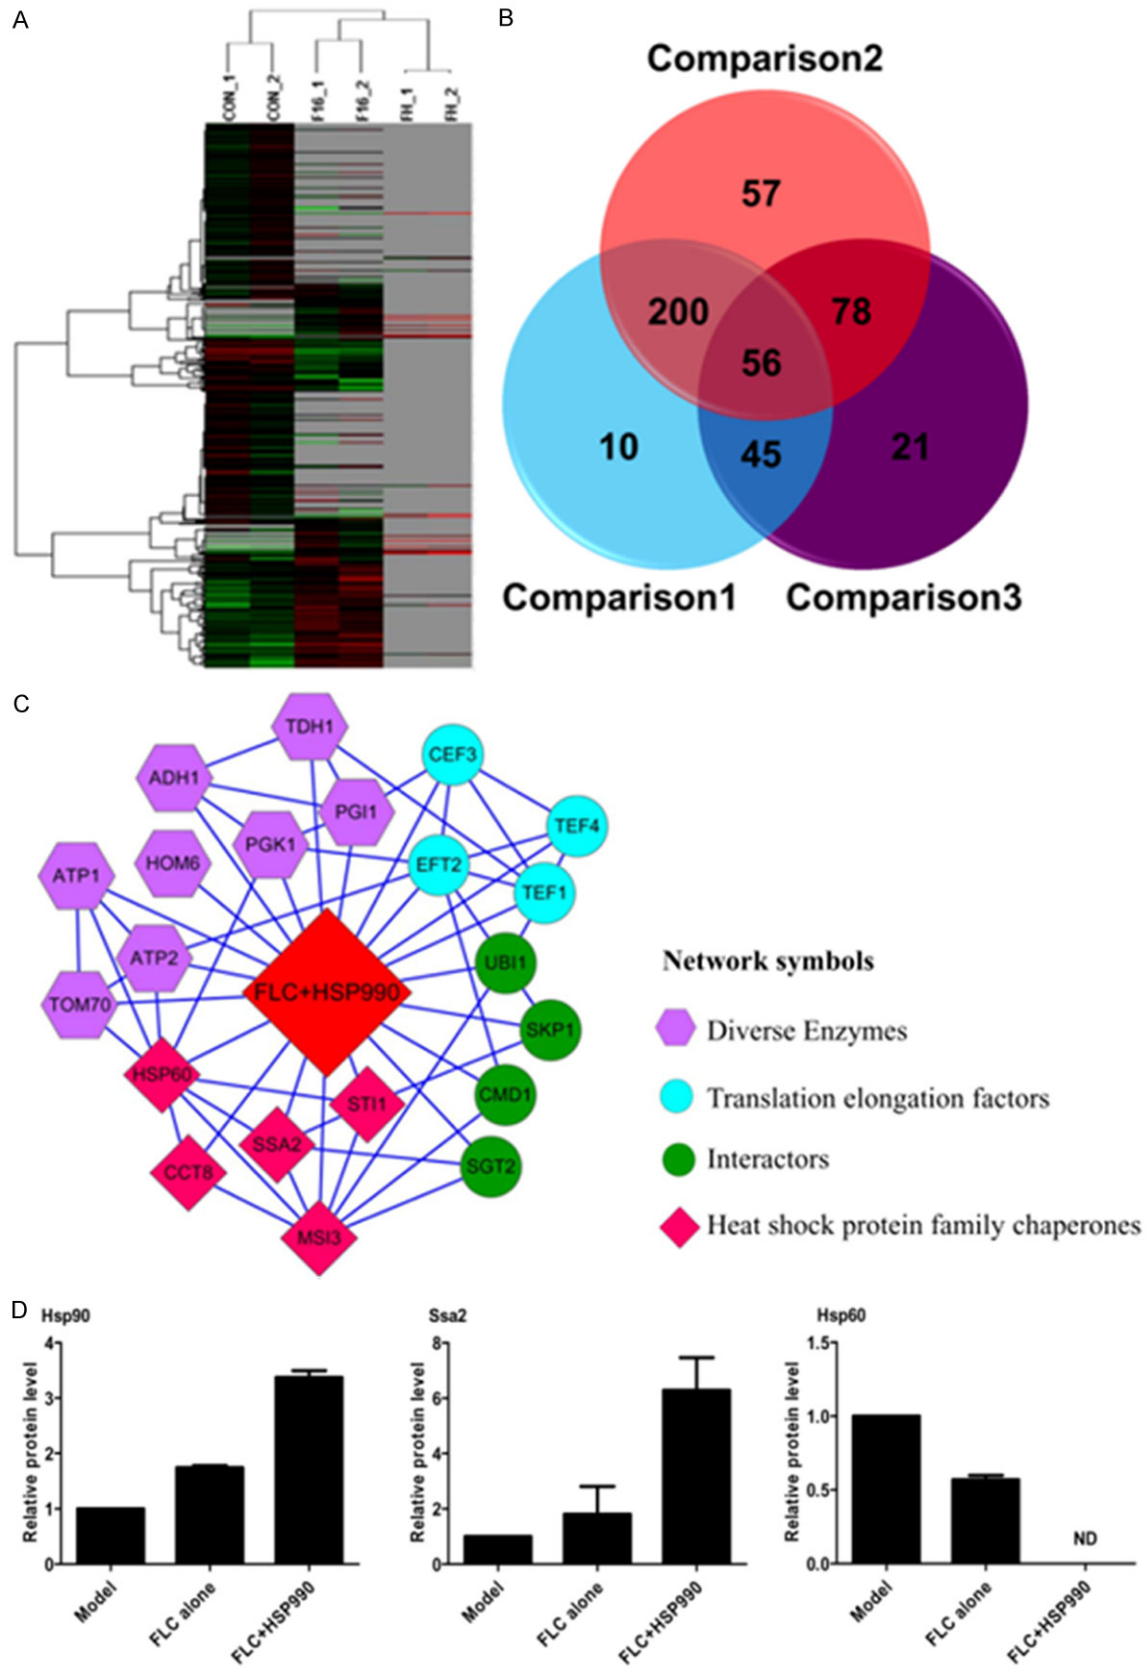 A
B
CON_1
CON_2
F16_1
F16_2
FH_1
FH_2
Comparison2
57
200
78
56
10
45
21
Comparison1
Comparison3
C
TDH1
CEF3
ADH1
PGI1
TEF4
PGK1
HOM6
EFT2
ATP1
TEF1
ATP2
UBI1
TOM70
FLC+HSP990
SKP1
HSP60
STI1
CMD1
SSA2
CCT8
SGT2
MSI3
Network symbols
Diverse Enzymes
Translation elongation factors
Interactors
Heat shock protein family chaperones
D
Hsp90
Relative protein level
4
3
2
1
0
Model
FLC alone
FLC+HSP990
Ssa2
Relative protein level
8
6
4
2
0
Model
FLC alone
FLC+HSP990
Hsp60
Relative protein level
1.5
1.0
0.5
0.0
ND
Model
FLC alone
FLC+HSP990